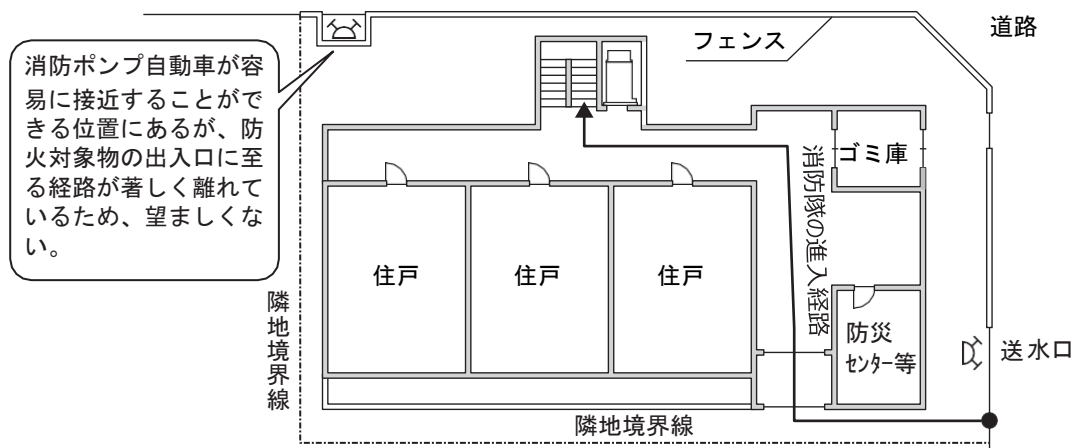 道路
フェンス
消防ポンプ自動車が容
易に接近することがで
きる位置にあるが、防
火対象物の出入口に至
る経路が著しく離れて
いるため、望ましくな
い。
ゴミ庫
消防隊の進入経路
住戸
住戸
住戸
防災
センター等
送水口
隣地境界線
隣地境界線